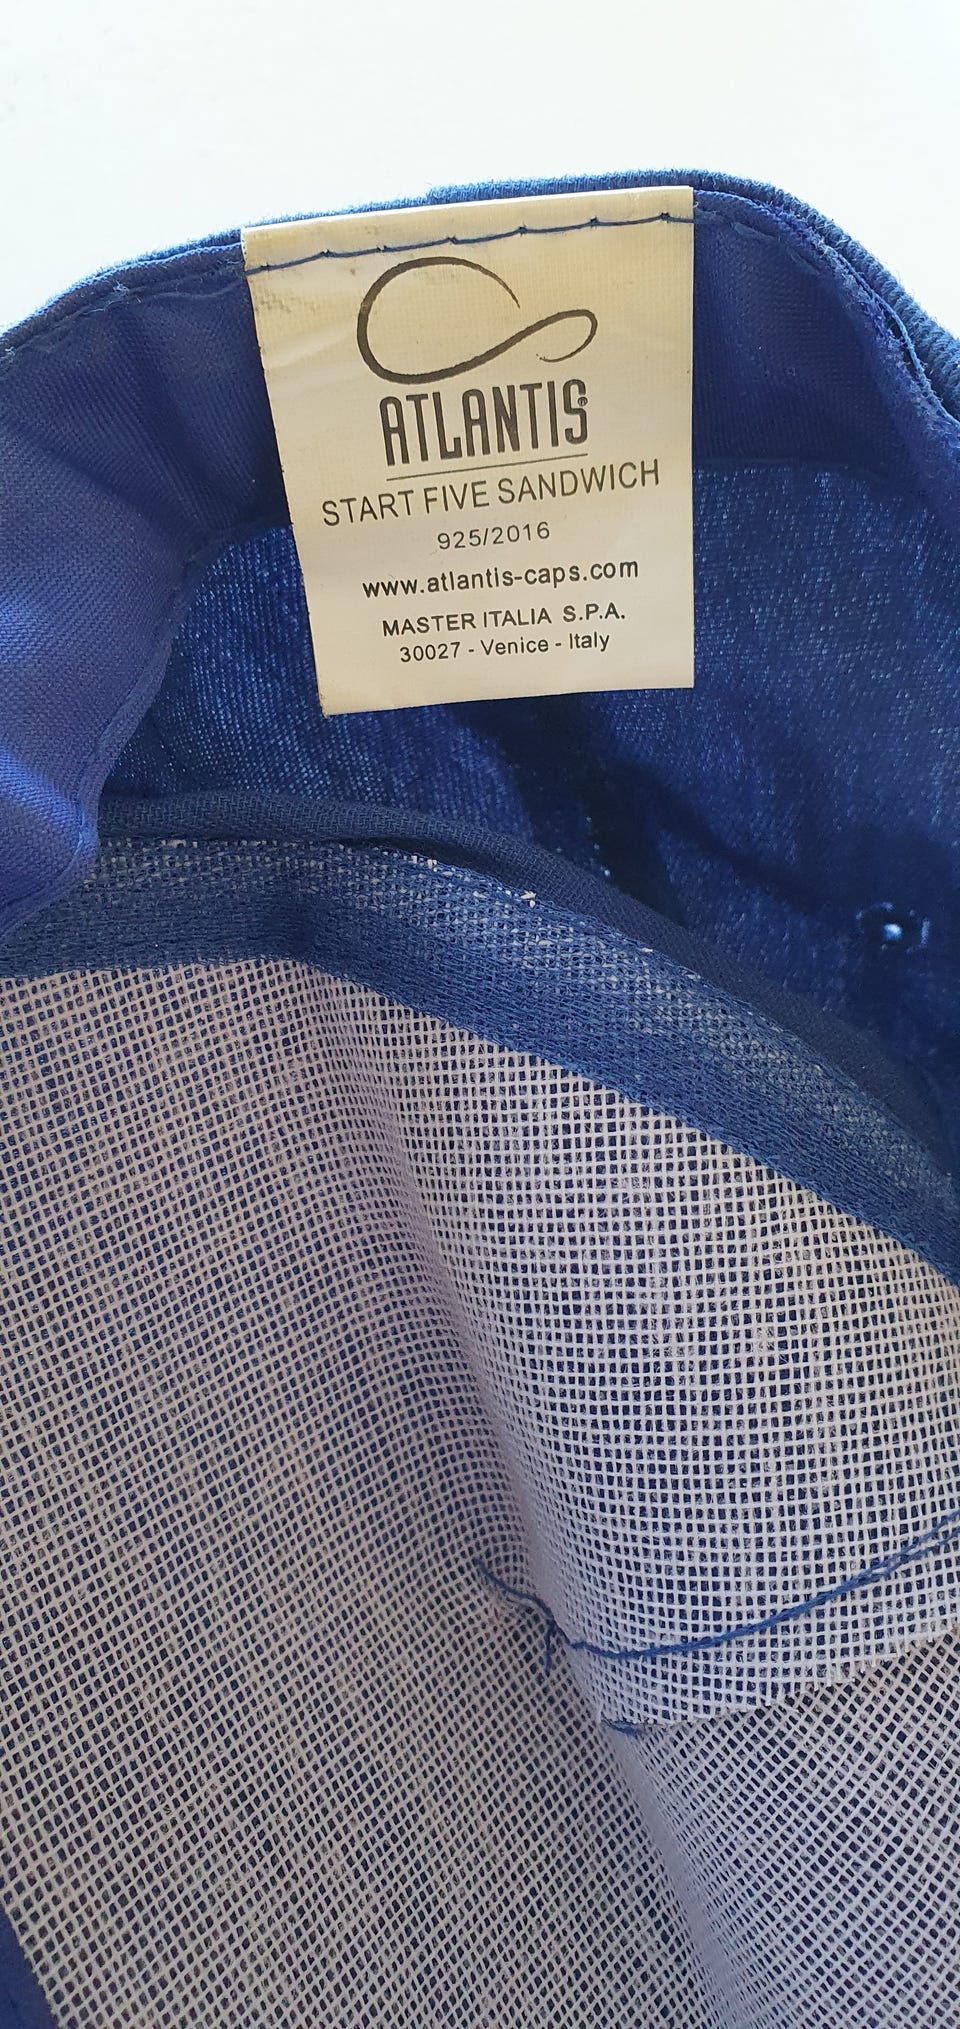 ATLANTIS®
START FIVE SANDWICH
925/2016
www.atlantis-caps.com
MASTER ITALIA S.P.A.
30027 - Venice - Italy